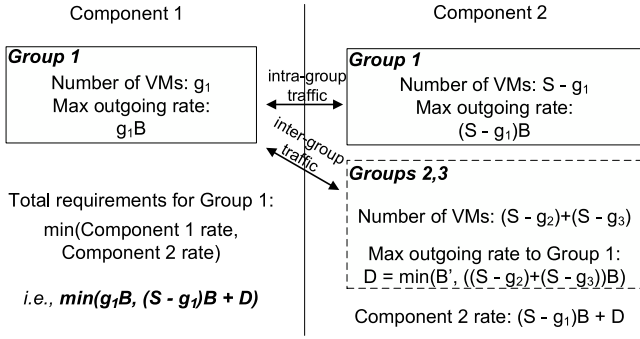 Component 1
Component 2
Group 1
Number of VMs: g₁
Max outgoing rate:
g₁B
intra-group
traffic
Group 1
Number of VMs: S - g₁
Max outgoing rate:
(S - g₁)B
inter-group
traffic
Groups 2,3
Number of VMs: (S - g₂)+(S - g₃)
Max outgoing rate to Group 1:
D = min(B', ((S - g₂)+(S - g₃))B)
Total requirements for Group 1:
min(Component 1 rate,
Component 2 rate)
i.e., min(g₁B, (S - g₁)B + D)
Component 2 rate: (S - g₁)B + D